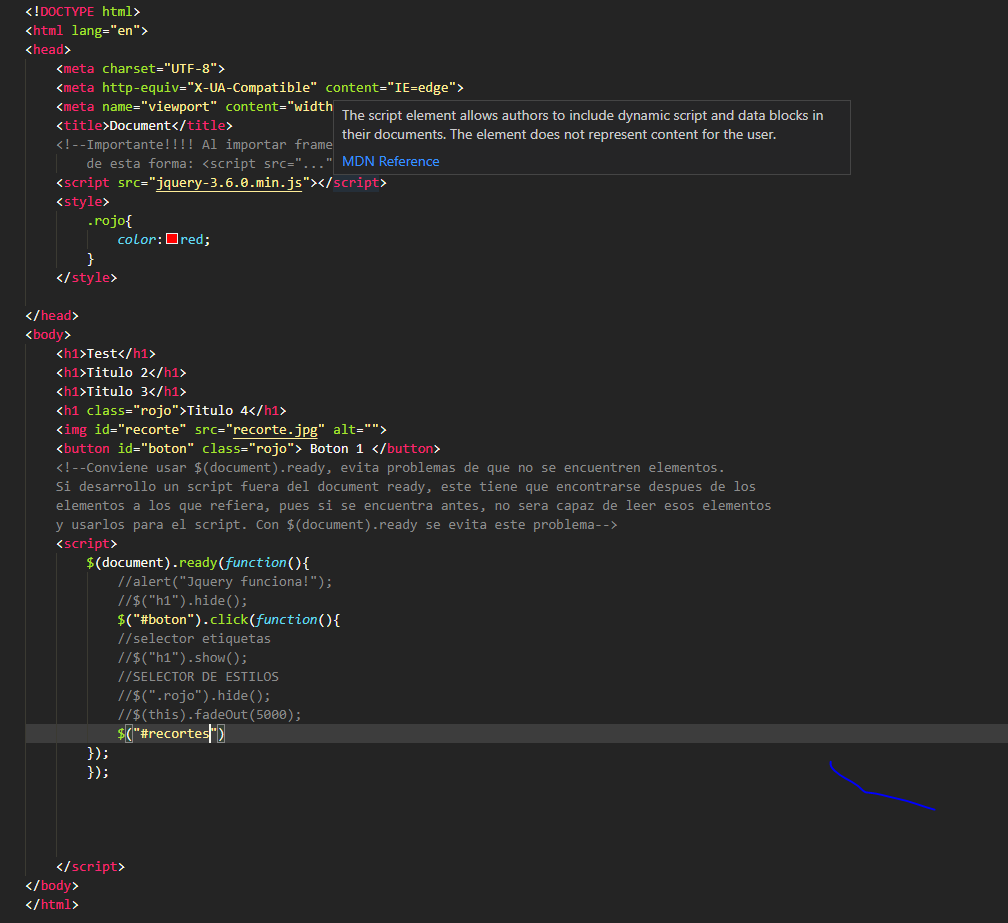 <!DOCTYPE html>
<html lang="en">
<head>
    <meta charset="UTF-8">
    <meta http-equiv="X-UA-Compatible" content="IE=edge">
    <meta name="viewport" content="width
    <title>Document</title>
    <!--Importante!!!! Al importar frame
        de esta forma: <script src="..."
The script element allows authors to include dynamic script and data blocks in
their documents. The element does not represent content for the user.
MDN Reference
    <script src="jquery-3.6.0.min.js"></script>
    <style>
        .rojo{
            color:red;
        }
    </style>
</head>
<body>
    <h1>Test</h1>
    <h1>Titulo 2</h1>
    <h1>Titulo 3</h1>
    <h1 class="rojo">Titulo 4</h1>
    <img id="recorte" src="recorte.jpg" alt="">
    <button id="boton" class="rojo"> Boton 1 </button>
    <!--Conviene usar $(document).ready, evita problemas de que no se encuentren elementos.
    Si desarrollo un script fuera del document ready, este tiene que encontrarse despues de los
    elementos a los que refiera, pues si se encuentra antes, no sera capaz de leer esos elementos
    y usarlos para el script. Con $(document).ready se evita este problema-->
    <script>
        $(document).ready(function(){
            //alert("Jquery funciona!");
            //$("h1").hide();
            $("#boton").click(function(){
            //selector etiquetas
            //$("h1").show();
            //SELECTOR DE ESTILOS
            //$(".rojo").hide();
            //$(this).fadeOut(5000);
            $("#recortes")
        });
        });
    </script>
</body>
</html>